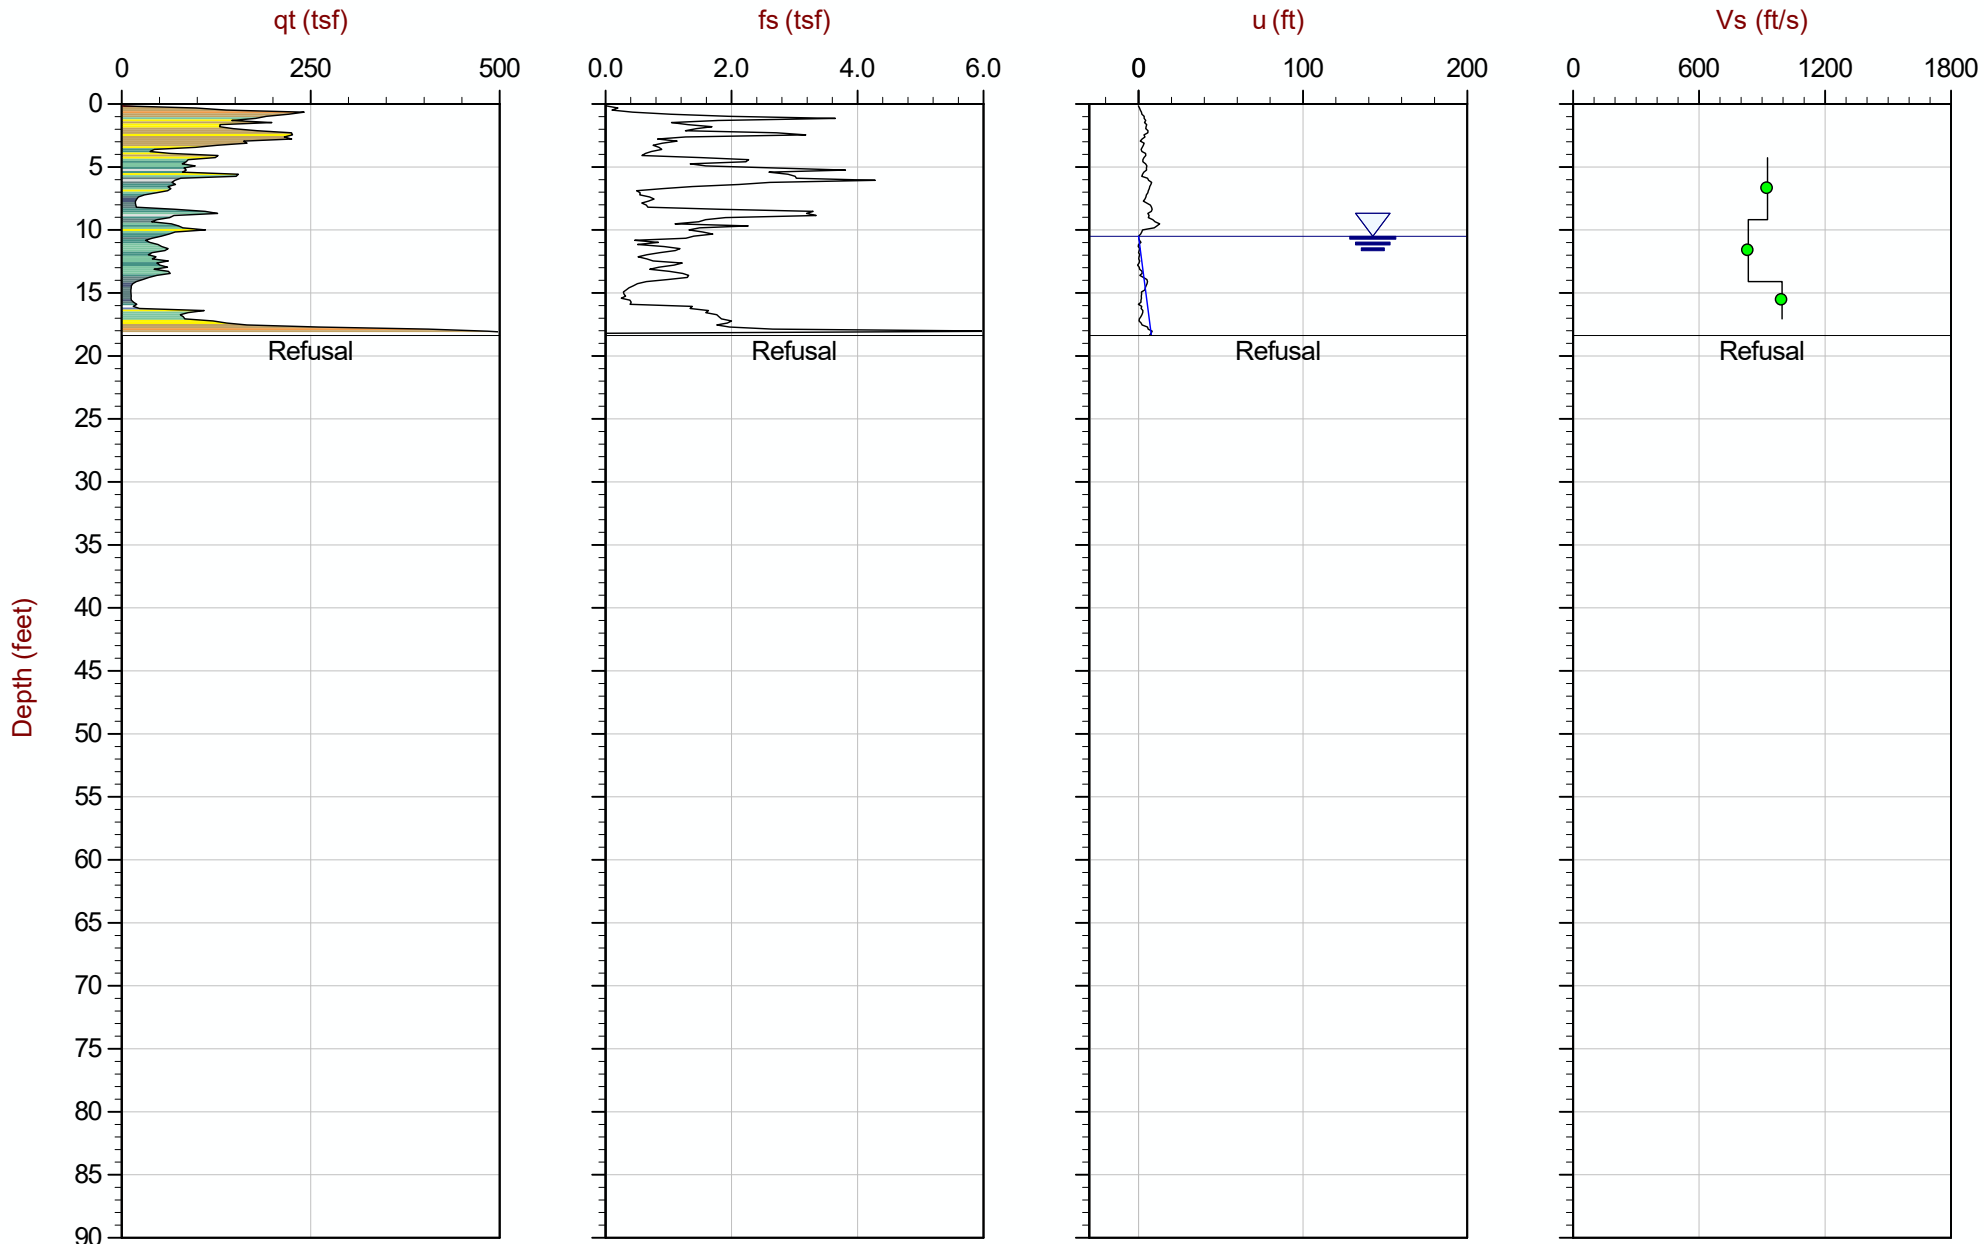 qt (tsf)
fs (tsf)
u (ft)
Vs (ft/s)
0 250 500
0.0 2.0 4.0 6.0
0 100 200
0 600 1200 1800
0
5
10
15
20
25
30
35
40
45
50
55
60
65
70
75
80
85
90
Depth (feet)
Refusal
Refusal
Refusal
Refusal